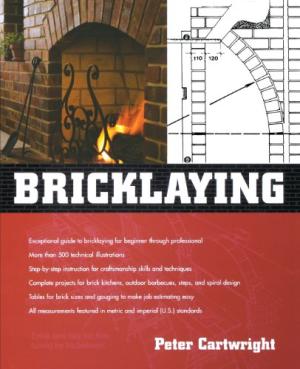 110 120
BRICKLAYING
Exceptional guide to bricklaying for beginner through professional
More than 500 technical illustrations
Step-by-step instruction for craftsmanship skills and techniques
Complete projects for brick kitchens, outdoor barbecues, steps, and spiral design
Tables for brick sizes and gauging to make job estimating easy
All measurements featured in metric and imperial (U.S.) standards
Peter Cartwright